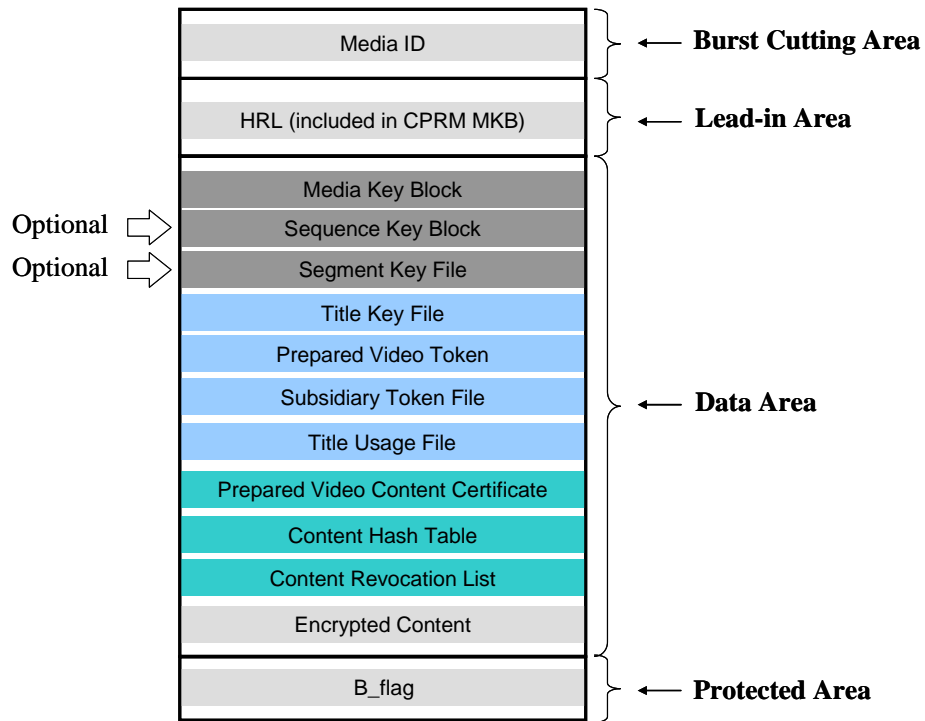 Media ID
Burst Cutting Area
HRL (included in CPRM MKB)
Lead-in Area
Media Key Block
Optional
Sequence Key Block
Optional
Segment Key File
Title Key File
Prepared Video Token
Subsidiary Token File
Data Area
Title Usage File
Prepared Video Content Certificate
Content Hash Table
Content Revocation List
Encrypted Content
B_flag
Protected Area